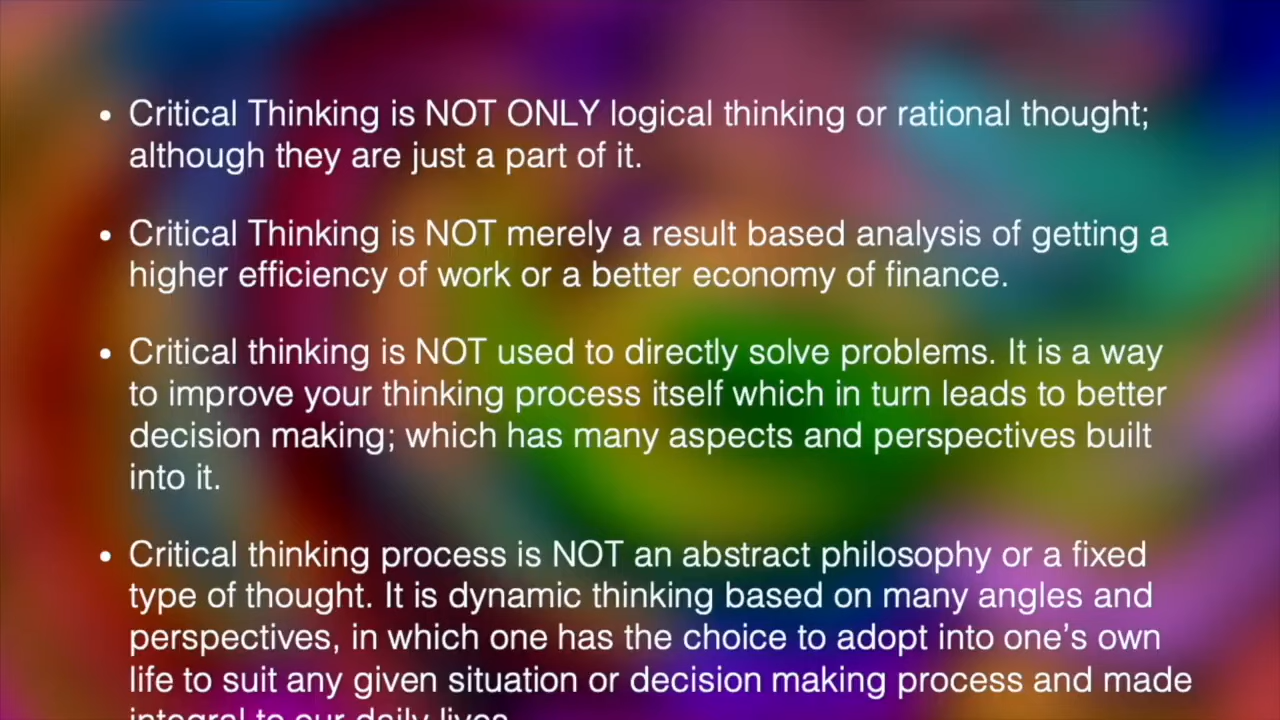 • Critical Thinking is NOT ONLY logical thinking or rational thought;
although they are just a part of it.
• Critical Thinking is NOT merely a result based analysis of getting a
higher efficiency of work or a better economy of finance.
• Critical thinking is NOT used to directly solve problems. It is a way
to improve your thinking process itself which in turn leads to better
decision making; which has many aspects and perspectives built
into it.
• Critical thinking process is NOT an abstract philosophy or a fixed
type of thought. It is dynamic thinking based on many angles and
perspectives, in which one has the choice to adopt into one’s own
life to suit any given situation or decision making process and made
integral to our daily lives.